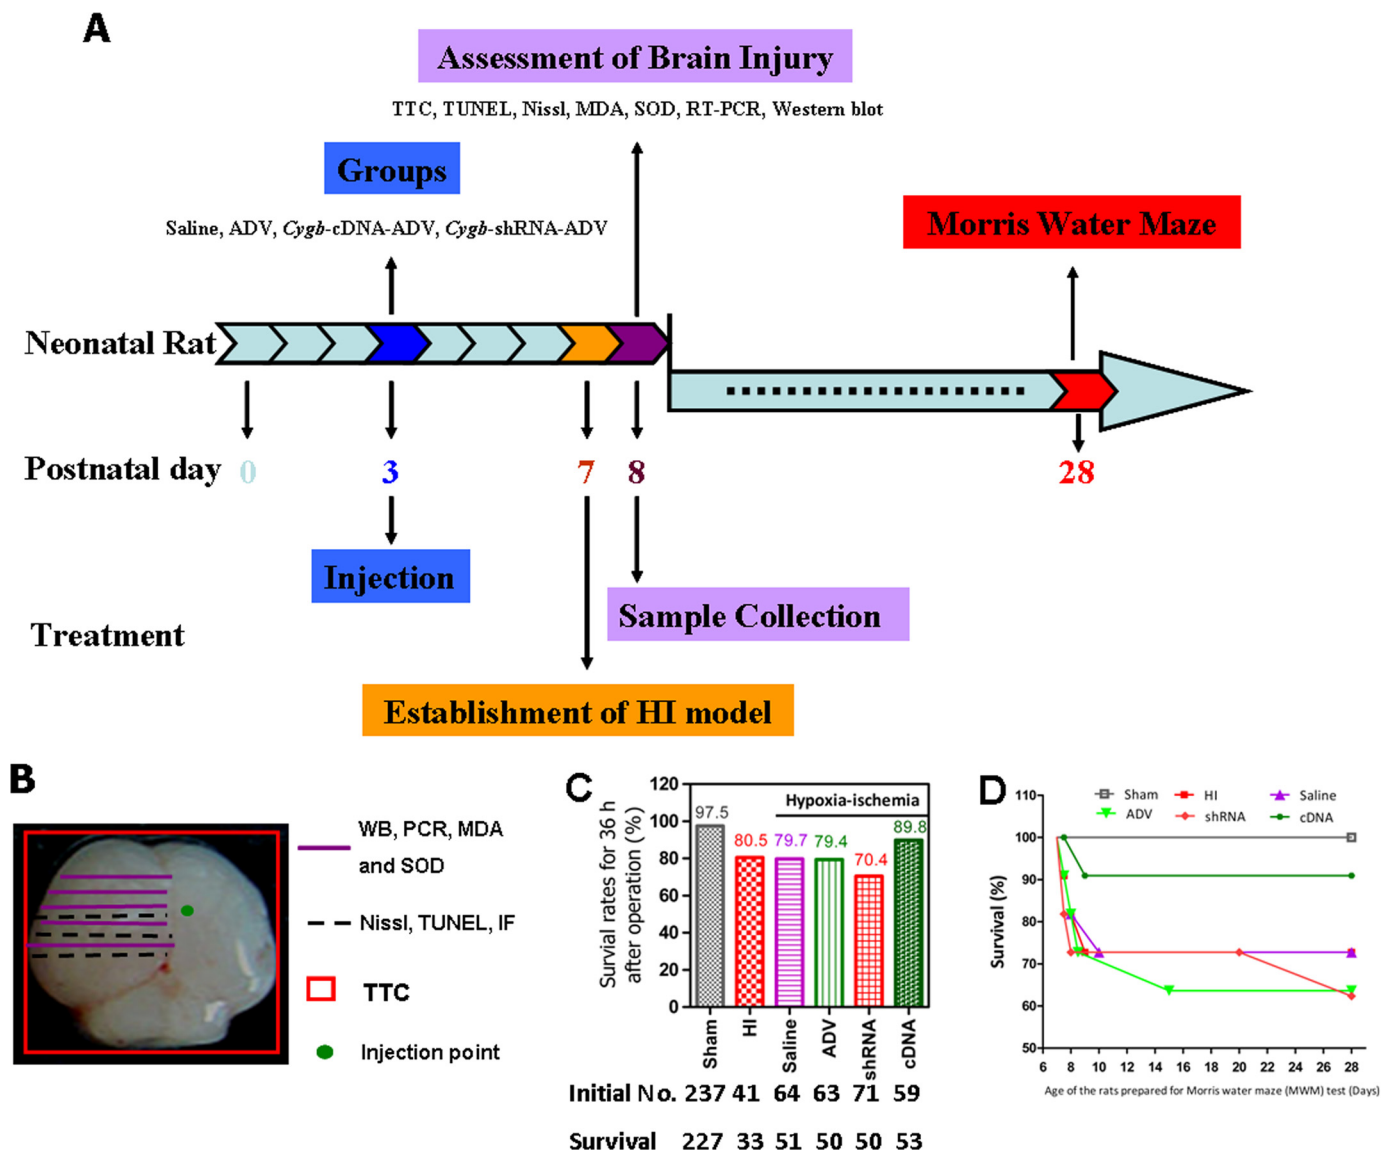 A
Assessment of Brain Injury
TTC, TUNEL, Nissl, MDA, SOD, RT-PCR, Western blot
Groups
Saline, ADV, Cygb-cDNA-ADV, Cygb-shRNA-ADV
Morris Water Maze
Neonatal Rat
Postnatal day 0 3 7 8 28
Injection
Sample Collection
Treatment
Establishment of HI model
B
WB, PCR, MDA
and SOD
Nissl, TUNEL, IF
TTC
Injection point
C
Survial rates for 36 h
after operation (%)
120
100
80
60
40
20
0
Hypoxia-ischemia
97.5 80.5 79.7 79.4 70.4 89.8
Sham HI Saline ADV shRNA cDNA
Initial No. 237 41 64 63 71 59
Survival 227 33 51 50 50 53
D
Sham HI Saline
ADV shRNA cDNA
Survival (%)
110
100
90
80
70
60
50
6 8 10 12 14 16 18 20 22 24 26 28
Age of the rats prepared for Morris water maze (MWM) test (Days)